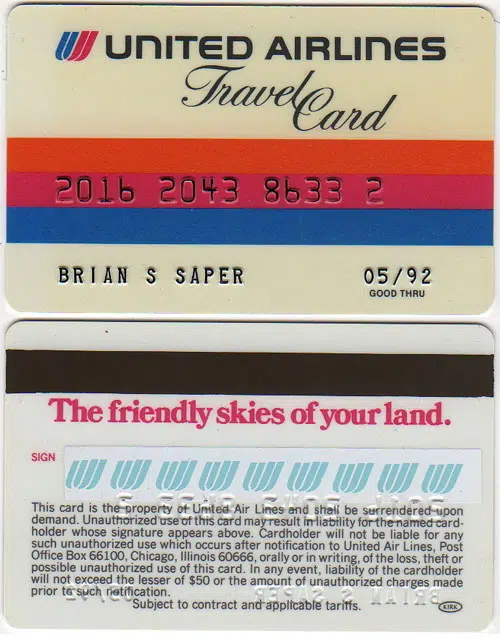 UNITED AIRLINES
Travel Card
2016 2043 8633 2
BRIAN S SAPER 05/92
GOOD THRU
The friendly skies of your land.
SIGN
This card is the property of United Air Lines and shall be surrendered upon
demand. Unauthorized use of this card may result in liability for the named card-
holder whose signature appears above. Cardholder will not be liable for any
such unauthorized use which occurs after notification to United Air Lines, Post
Office Box 66100, Chicago, Illinois 60666, orally or in writing, of the loss, theft or
possible unauthorized use of this card. In any event, liability of the cardholder
will not exceed the lesser of $50 or the amount of unauthorized charges made
prior to such notification.
*Subject to contract and applicable tariffs. KIRK